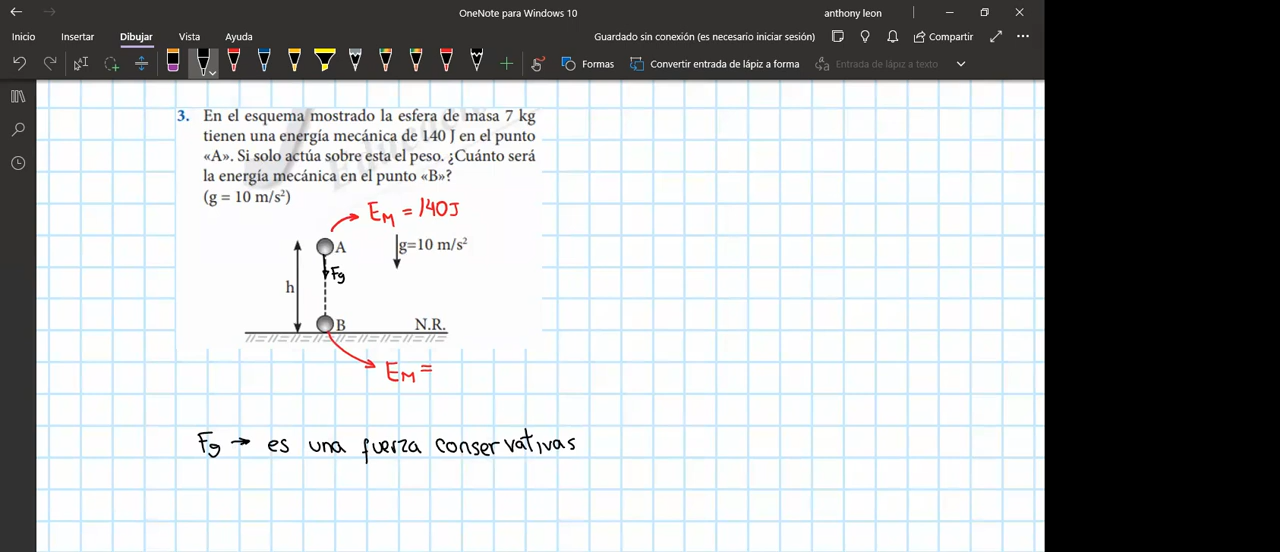 OneNote para Windows 10
anthony leon
Inicio Insertar Dibujar Vista Ayuda
Guardado sin conexión (es necesario iniciar sesión) Compartir
Formas Convertir entrada de lápiz a forma Entrada de lápiz a texto
3. En el esquema mostrado la esfera de masa 7 kg
tienen una energía mecánica de 140 J en el punto
«A». Si solo actúa sobre esta el peso. ¿Cuánto será
la energía mecánica en el punto «B»?
(g = 10 m/s²)
EM = 140J
A g=10 m/s²
Fg
h
B N.R.
EM =
Fg → es una fuerza conservativas